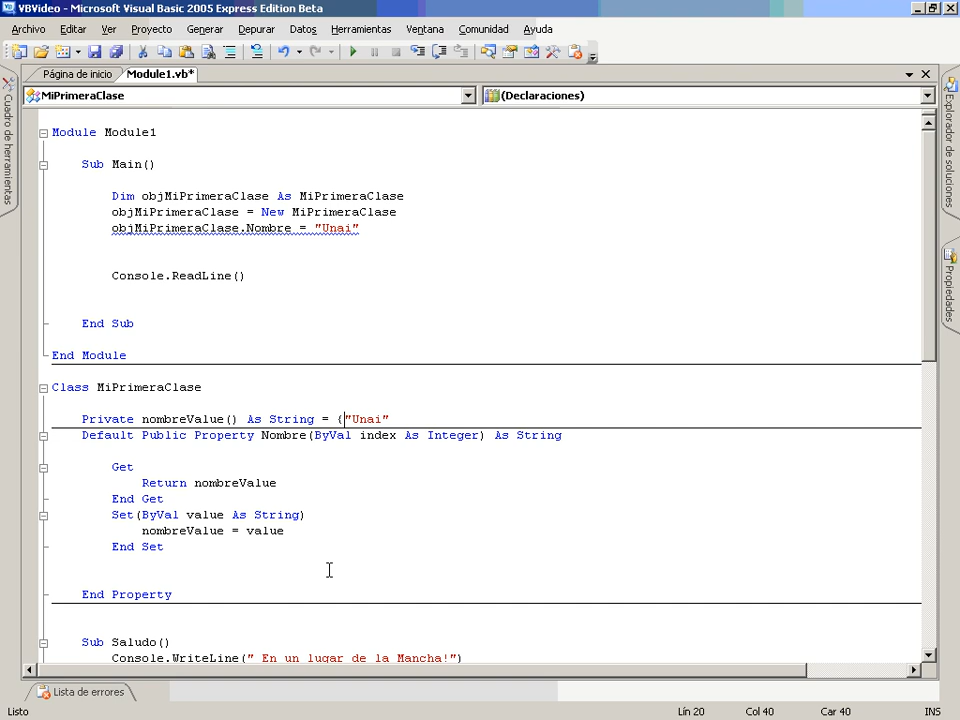 VBVideo - Microsoft Visual Basic 2005 Express Edition Beta
Archivo Editar Ver Proyecto Generar Depurar Datos Herramientas Ventana Comunidad Ayuda
Página de inicio Module1.vb*
MiPrimeraClase (Declaraciones)
Cuadro de herramientas
Explorador de soluciones
Propiedades
Module Module1
Sub Main()
Dim objMiPrimeraClase As MiPrimeraClase
objMiPrimeraClase = New MiPrimeraClase
objMiPrimeraClase.Nombre = "Unai"
Console.ReadLine()
End Sub
End Module
Class MiPrimeraClase
Private nombreValue() As String = {"Unai"
Default Public Property Nombre(ByVal index As Integer) As String
Get
Return nombreValue
End Get
Set(ByVal value As String)
nombreValue = value
End Set
End Property
Sub Saludo()
Console.WriteLine(" En un lugar de la Mancha!")
Lista de errores
Listo Lín 20 Col 40 Car 40 INS